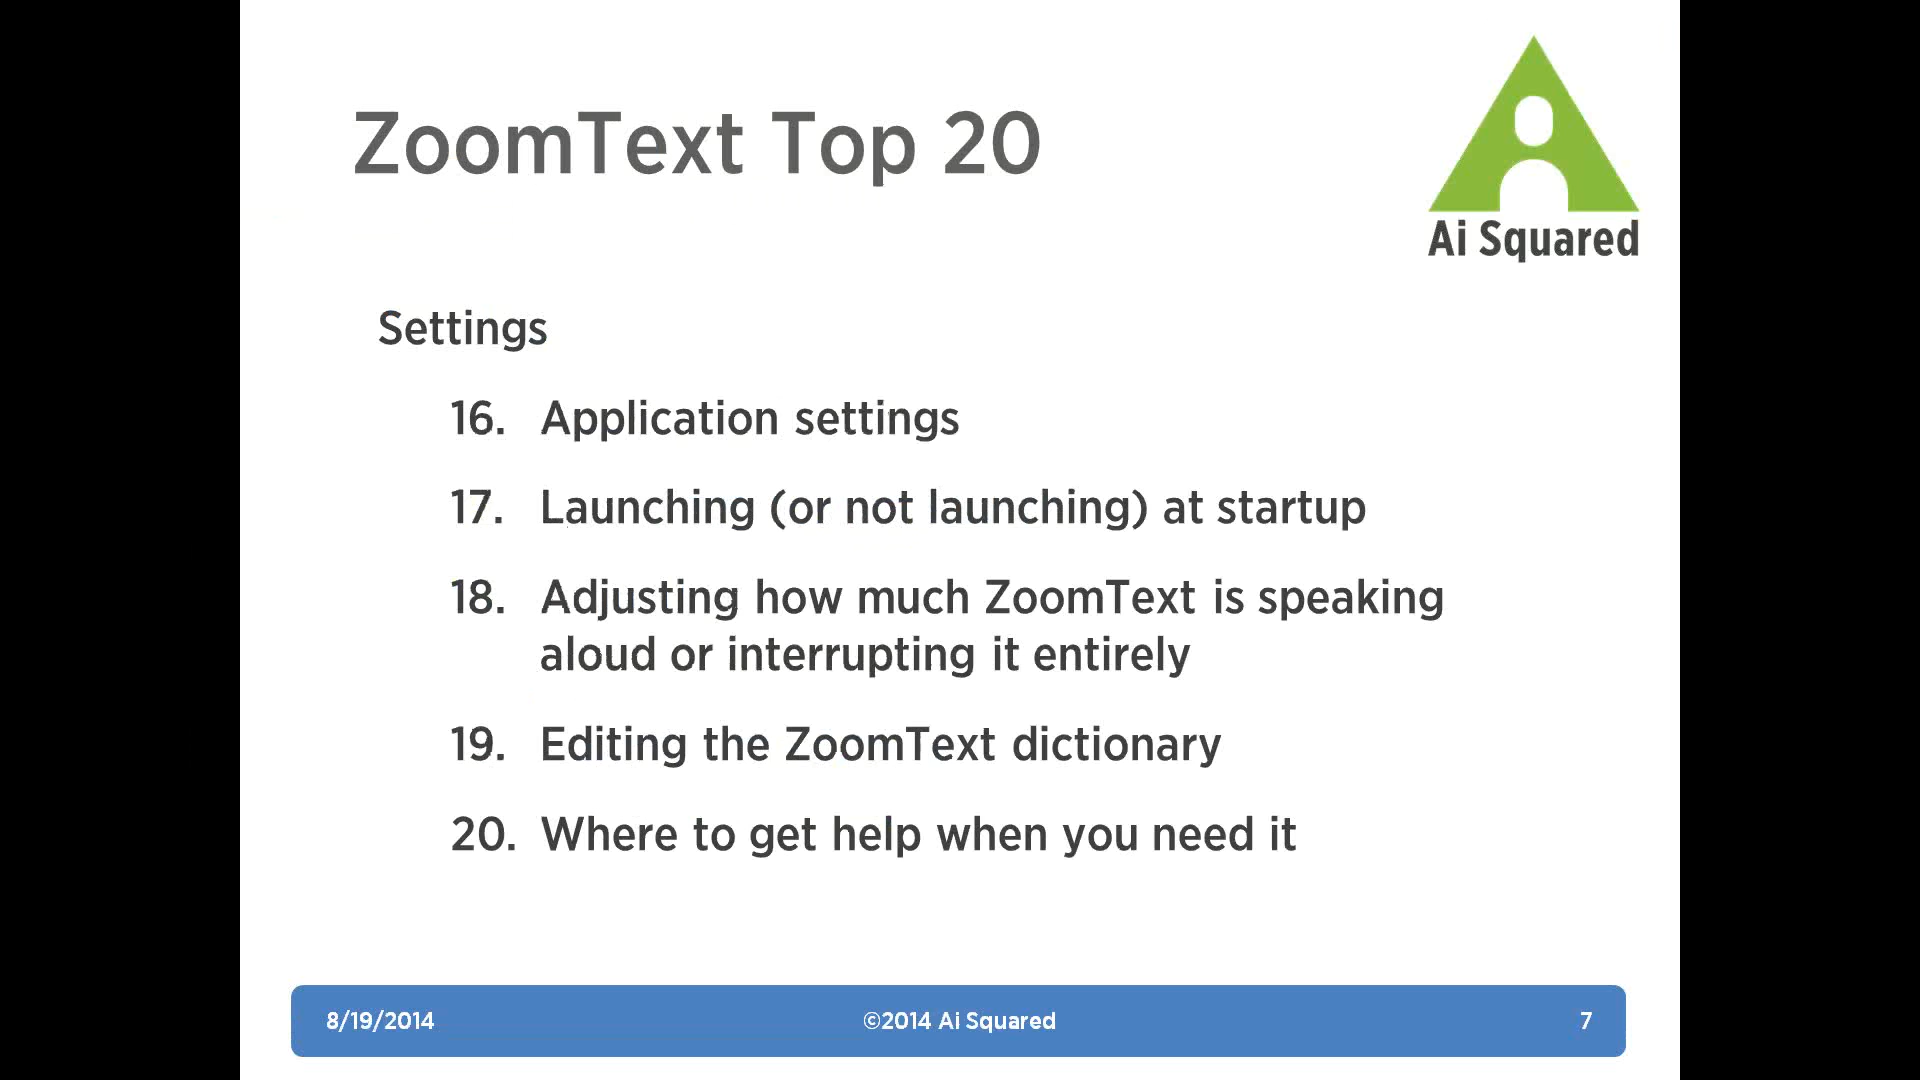 ZoomText Top 20
Ai Squared
Settings
16. Application settings
17. Launching (or not launching) at startup
18. Adjusting how much ZoomText is speaking
aloud or interrupting it entirely
19. Editing the ZoomText dictionary
20. Where to get help when you need it
8/19/2014 ©2014 Ai Squared 7